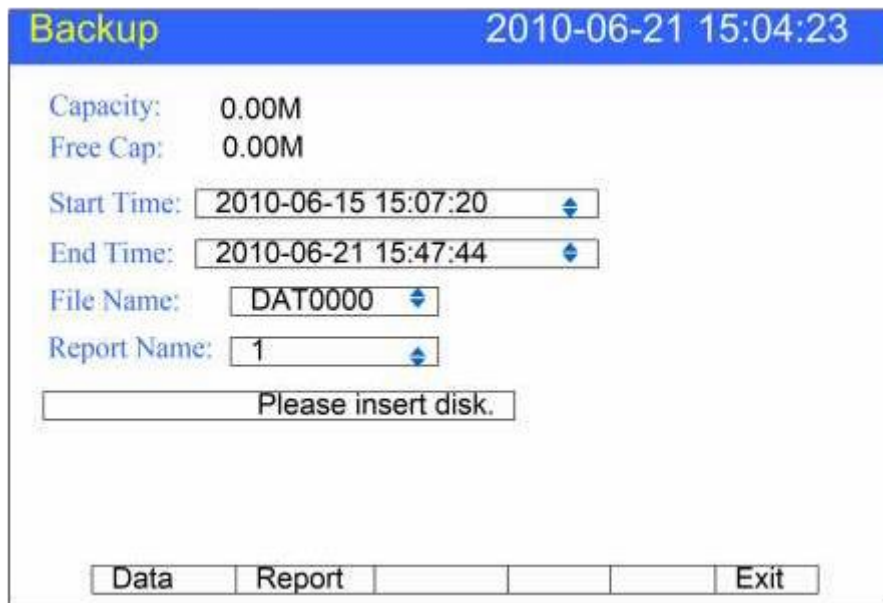 Backup 2010-06-21 15:04:23
Capacity: 0.00M
Free Cap: 0.00M
Start Time: 2010-06-15 15:07:20
End Time: 2010-06-21 15:47:44
File Name: DAT0000
Report Name: 1
Please insert disk.
Data Report Exit